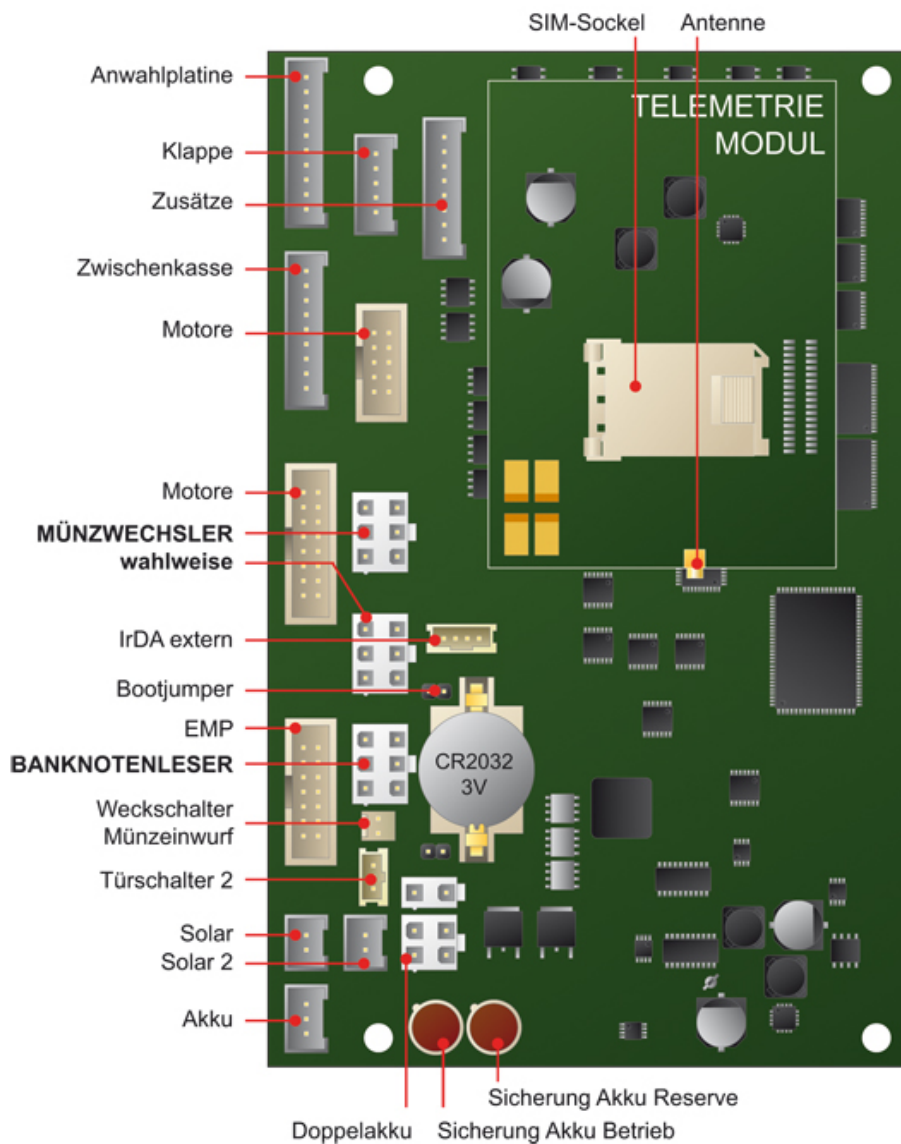 SIM-Sockel
Antenne
Anwahlplatine
TELEMETRIE
MODUL
Klappe
Zusätze
Zwischenkasse
Motore
Motore
MÜNZWECHSLER
wahlweise
IrDA extern
Bootjumper
EMP
BANKNOTENLESER
CR2032
3V
Weckschalter
Münzeinwurf
Türschalter 2
Solar
Solar 2
Akku
Sicherung Akku Reserve
Doppelakku
Sicherung Akku Betrieb